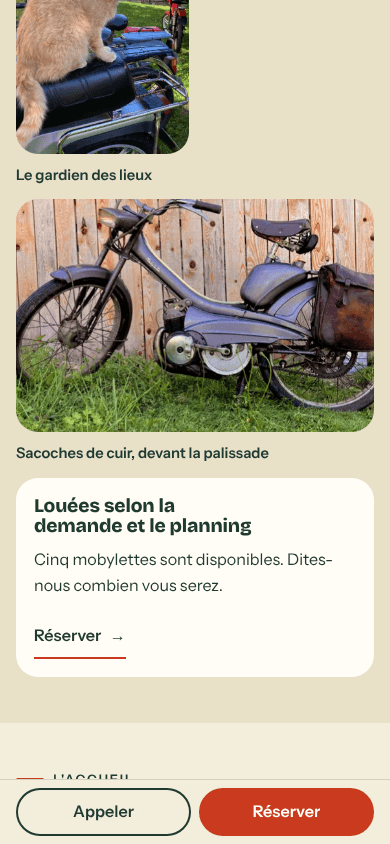 Le gardien des lieux
Sacoches de cuir, devant la palissade
Louées selon la
demande et le planning
Cinq mobylettes sont disponibles. Dites-
nous combien vous serez.
Réserver →
L'ACCUEIL
Appeler
Réserver